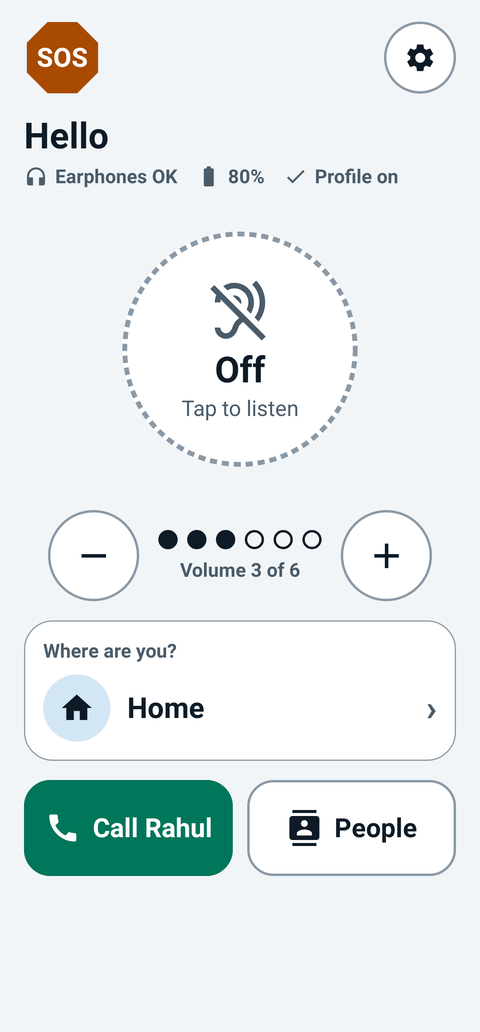 SOS
Hello
Earphones OK 80% Profile on
Off
Tap to listen
Volume 3 of 6
Where are you?
Home
Call Rahul People